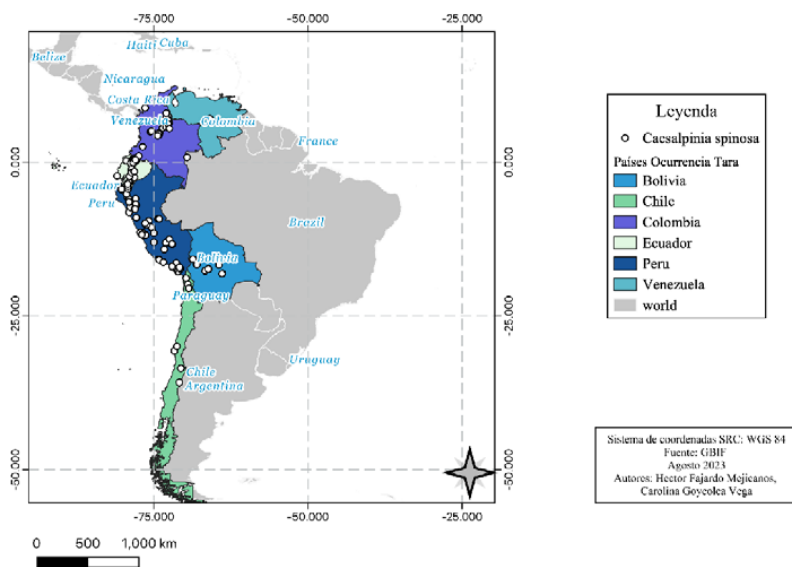 -75.000 -50.000 -25.000
Haiti Cuba
Belize
Nicaragua
Costa Rica
Venezuela Colombia
France
0.000 0.000
Ecuador
Peru
Brazil
Bolivia
Paraguay
-25.000 -25.000
Uruguay
Chile
Argentina
-50.000 -50.000
-75.000 -50.000 -25.000
0 500 1,000 km
Leyenda
Caesalpinia spinosa
Países Ocurrencia Tara
Bolivia
Chile
Colombia
Ecuador
Peru
Venezuela
world
Sistema de coordenadas SRC: WGS 84
Fuente: GBIF
Agosto 2023
Autores: Hector Fajardo Mejicanos,
Carolina Goycolea Vega